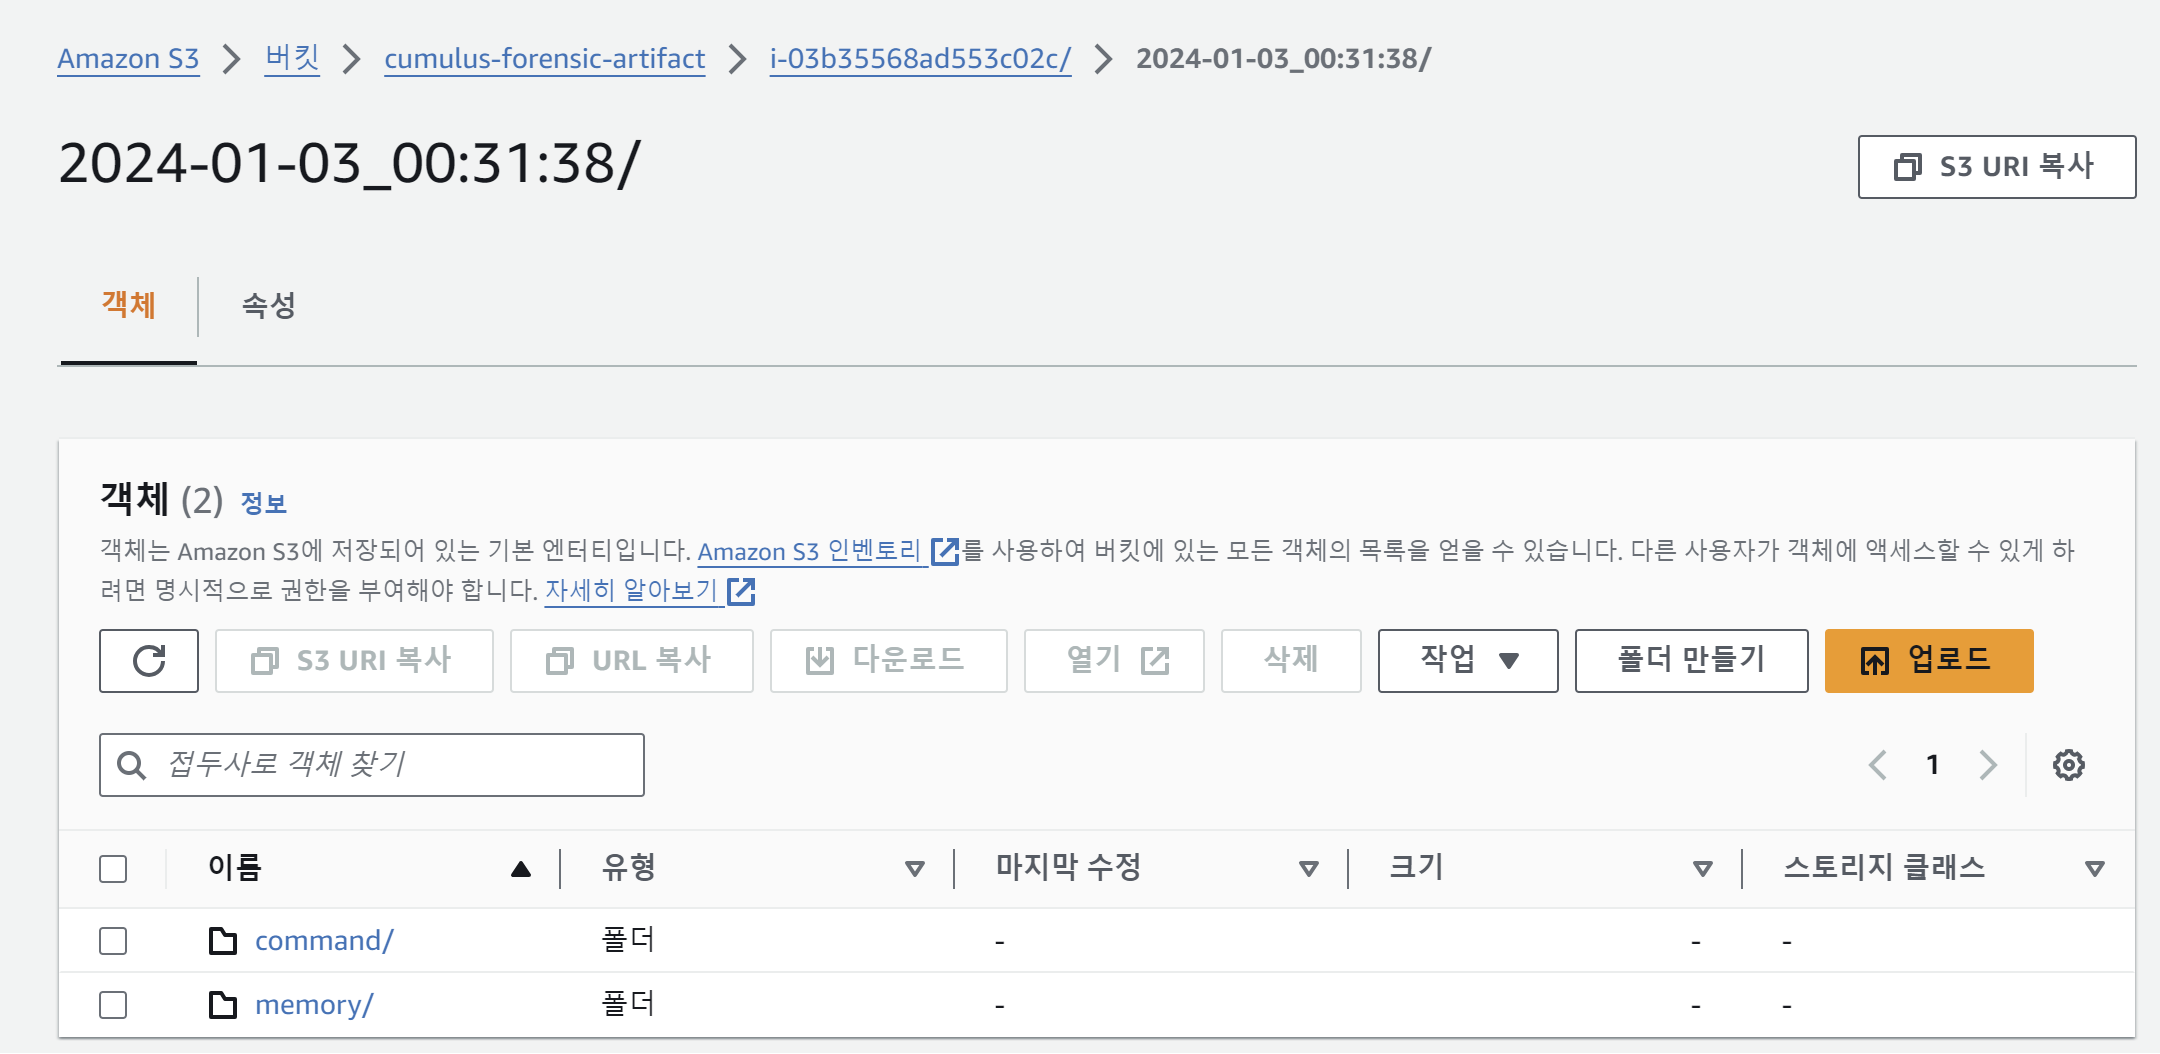 Amazon S3 > 버킷 > cumulus-forensic-artifact > i-03b35568ad553c02c/ > 2024-01-03_00:31:38/
2024-01-03_00:31:38/
S3 URI 복사
객체 속성
객체 (2) 정보
객체는 Amazon S3에 저장되어 있는 기본 엔터티입니다. Amazon S3 인벤토리 를 사용하여 버킷에 있는 모든 객체의 목록을 얻을 수 있습니다. 다른 사용자가 객체에 액세스할 수 있게 하
려면 명시적으로 권한을 부여해야 합니다. 자세히 알아보기
S3 URI 복사 URL 복사 다운로드 열기 삭제 작업 폴더 만들기 업로드
접두사로 객체 찾기
1
이름 유형 마지막 수정 크기 스토리지 클래스
command/ 폴더 - - -
memory/ 폴더 - - -